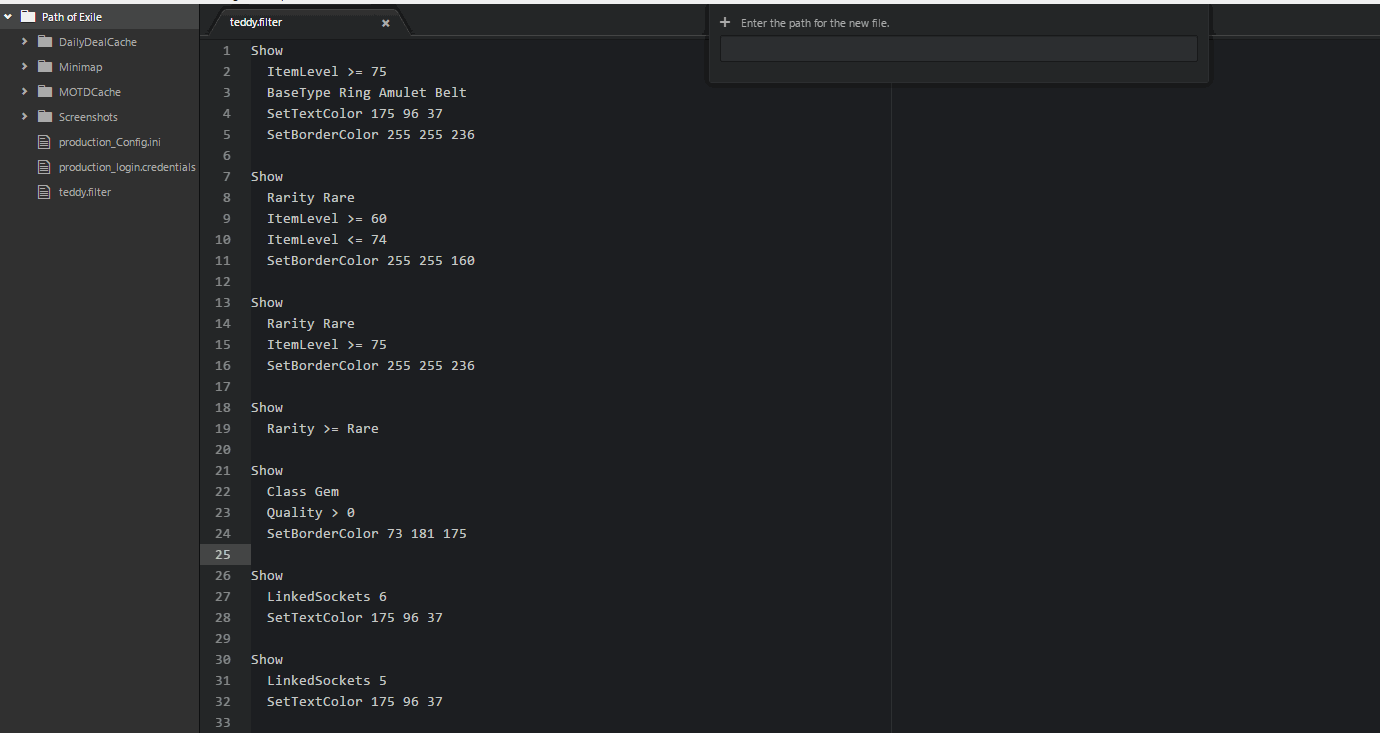 Path of Exile
DailyDealCache
Minimap
MOTDCache
Screenshots
production_Config.ini
production_login.credentials
teddy.filter
teddy.filter
Enter the path for the new file.
1 Show
2 ItemLevel >= 75
3 BaseType Ring Amulet Belt
4 SetTextColor 175 96 37
5 SetBorderColor 255 255 236
6
7 Show
8 Rarity Rare
9 ItemLevel >= 60
10 ItemLevel <= 74
11 SetBorderColor 255 255 160
12
13 Show
14 Rarity Rare
15 ItemLevel >= 75
16 SetBorderColor 255 255 236
17
18 Show
19 Rarity >= Rare
20
21 Show
22 Class Gem
23 Quality > 0
24 SetBorderColor 73 181 175
25
26 Show
27 LinkedSockets 6
28 SetTextColor 175 96 37
29
30 Show
31 LinkedSockets 5
32 SetTextColor 175 96 37
33